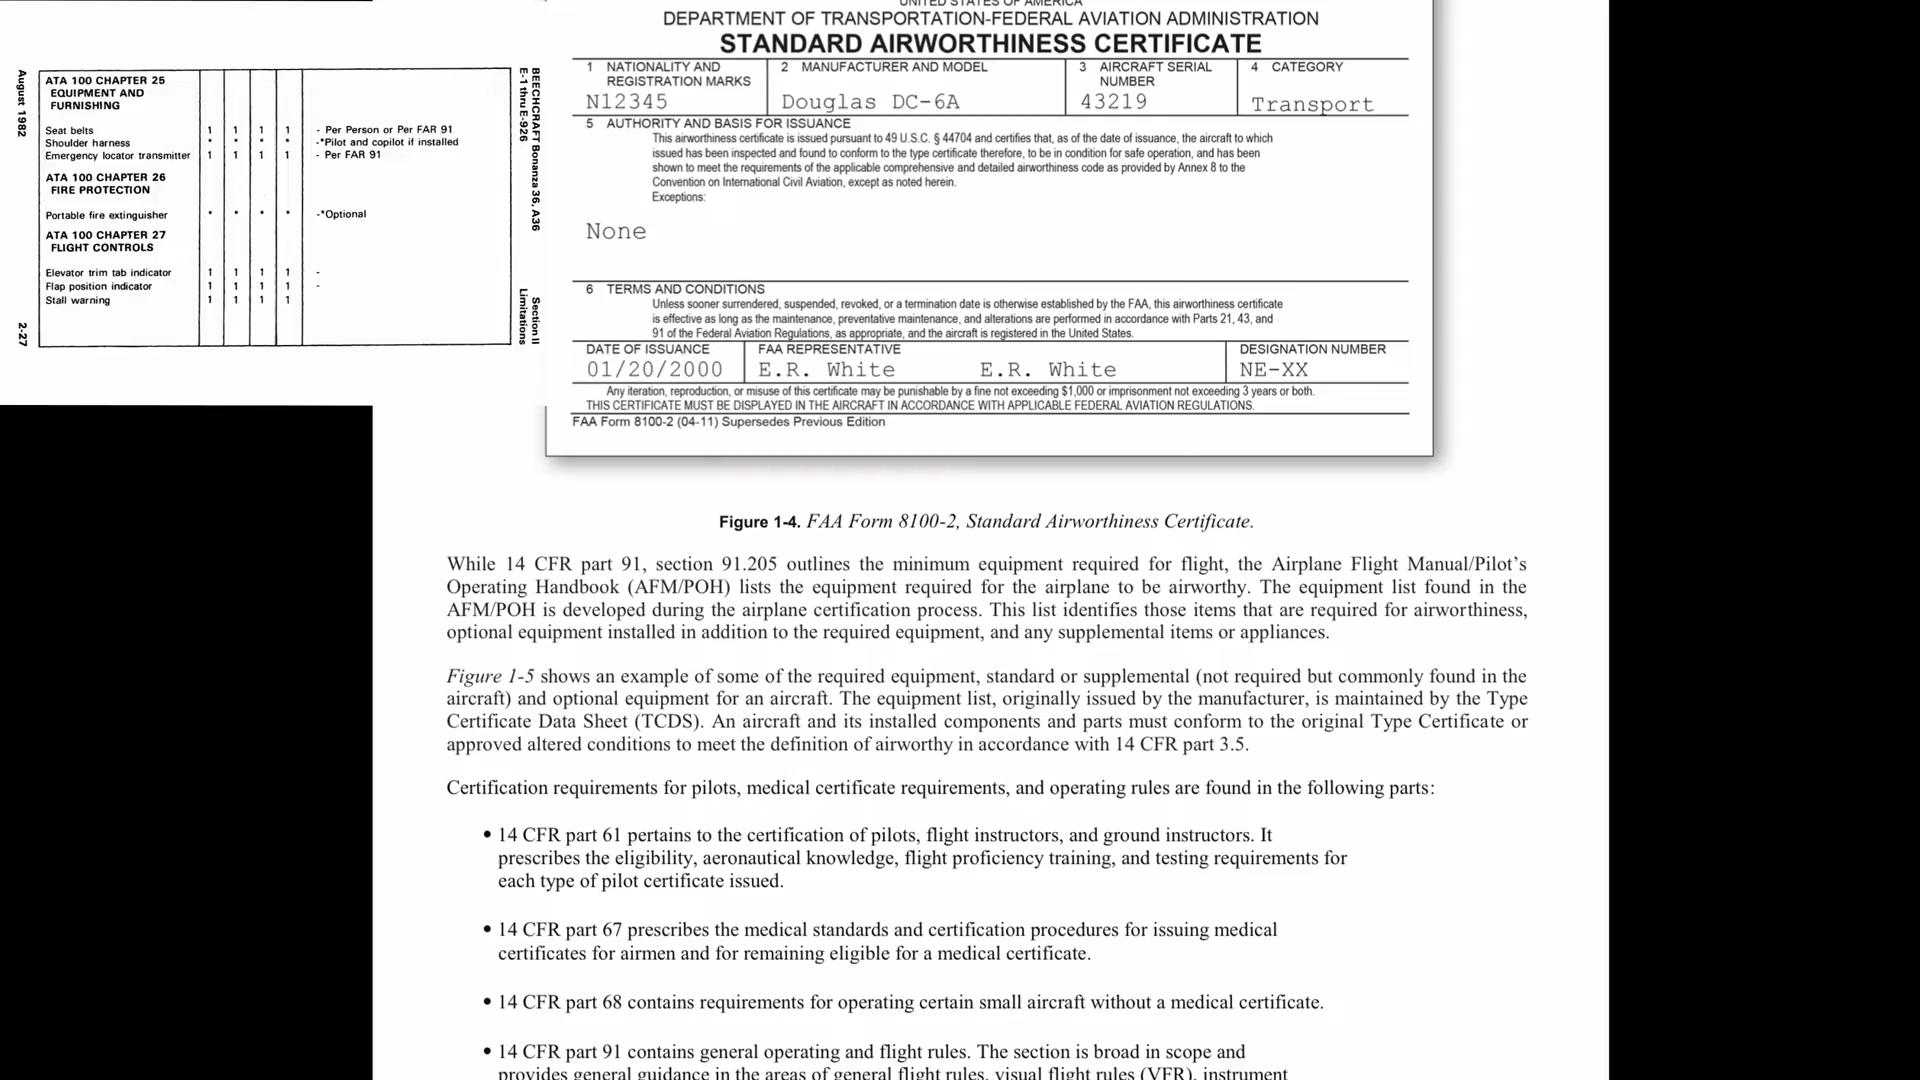 August 1982
2-27
ATA 100 CHAPTER 25
EQUIPMENT AND
FURNISHING
Seat belts 1 1 1 1 - Per Person or Per FAR 91
Shoulder harness * * * * -*Pilot and copilot if installed
Emergency locator transmitter 1 1 1 1 - Per FAR 91
ATA 100 CHAPTER 26
FIRE PROTECTION
Portable fire extinguisher * * * * -*Optional
ATA 100 CHAPTER 27
FLIGHT CONTROLS
Elevator trim tab indicator 1 1 1 1 -
Flap position indicator 1 1 1 1 -
Stall warning 1 1 1 1
BEECHCRAFT Bonanza 36, A36
E-1 thru E-926
Section II
Limitations
UNITED STATES OF AMERICA
DEPARTMENT OF TRANSPORTATION-FEDERAL AVIATION ADMINISTRATION
STANDARD AIRWORTHINESS CERTIFICATE
1 NATIONALITY AND
REGISTRATION MARKS
N12345
2 MANUFACTURER AND MODEL
Douglas DC-6A
3 AIRCRAFT SERIAL
NUMBER
43219
4 CATEGORY
Transport
5 AUTHORITY AND BASIS FOR ISSUANCE
This airworthiness certificate is issued pursuant to 49 U.S.C. § 44704 and certifies that, as of the date of issuance, the aircraft to which
issued has been inspected and found to conform to the type certificate therefore, to be in condition for safe operation, and has been
shown to meet the requirements of the applicable comprehensive and detailed airworthiness code as provided by Annex 8 to the
Convention on International Civil Aviation, except as noted herein.
Exceptions:
None
6 TERMS AND CONDITIONS
Unless sooner surrendered, suspended, revoked, or a termination date is otherwise established by the FAA, this airworthiness certificate
is effective as long as the maintenance, preventative maintenance, and alterations are performed in accordance with Parts 21, 43, and
91 of the Federal Aviation Regulations, as appropriate, and the aircraft is registered in the United States.
DATE OF ISSUANCE
01/20/2000
FAA REPRESENTATIVE
E.R. White E.R. White
DESIGNATION NUMBER
NE-XX
Any iteration, reproduction, or misuse of this certificate may be punishable by a fine not exceeding $1,000 or imprisonment not exceeding 3 years or both.
THIS CERTIFICATE MUST BE DISPLAYED IN THE AIRCRAFT IN ACCORDANCE WITH APPLICABLE FEDERAL AVIATION REGULATIONS.
FAA Form 8100-2 (04-11) Supersedes Previous Edition
Figure 1-4. FAA Form 8100-2, Standard Airworthiness Certificate.
While 14 CFR part 91, section 91.205 outlines the minimum equipment required for flight, the Airplane Flight Manual/Pilot’s
Operating Handbook (AFM/POH) lists the equipment required for the airplane to be airworthy. The equipment list found in the
AFM/POH is developed during the airplane certification process. This list identifies those items that are required for airworthiness,
optional equipment installed in addition to the required equipment, and any supplemental items or appliances.
Figure 1-5 shows an example of some of the required equipment, standard or supplemental (not required but commonly found in the
aircraft) and optional equipment for an aircraft. The equipment list, originally issued by the manufacturer, is maintained by the Type
Certificate Data Sheet (TCDS). An aircraft and its installed components and parts must conform to the original Type Certificate or
approved altered conditions to meet the definition of airworthy in accordance with 14 CFR part 3.5.
Certification requirements for pilots, medical certificate requirements, and operating rules are found in the following parts:
• 14 CFR part 61 pertains to the certification of pilots, flight instructors, and ground instructors. It
prescribes the eligibility, aeronautical knowledge, flight proficiency training, and testing requirements for
each type of pilot certificate issued.
• 14 CFR part 67 prescribes the medical standards and certification procedures for issuing medical
certificates for airmen and for remaining eligible for a medical certificate.
• 14 CFR part 68 contains requirements for operating certain small aircraft without a medical certificate.
• 14 CFR part 91 contains general operating and flight rules. The section is broad in scope and
provides general guidance in the areas of general flight rules, visual flight rules (VFR), instrument